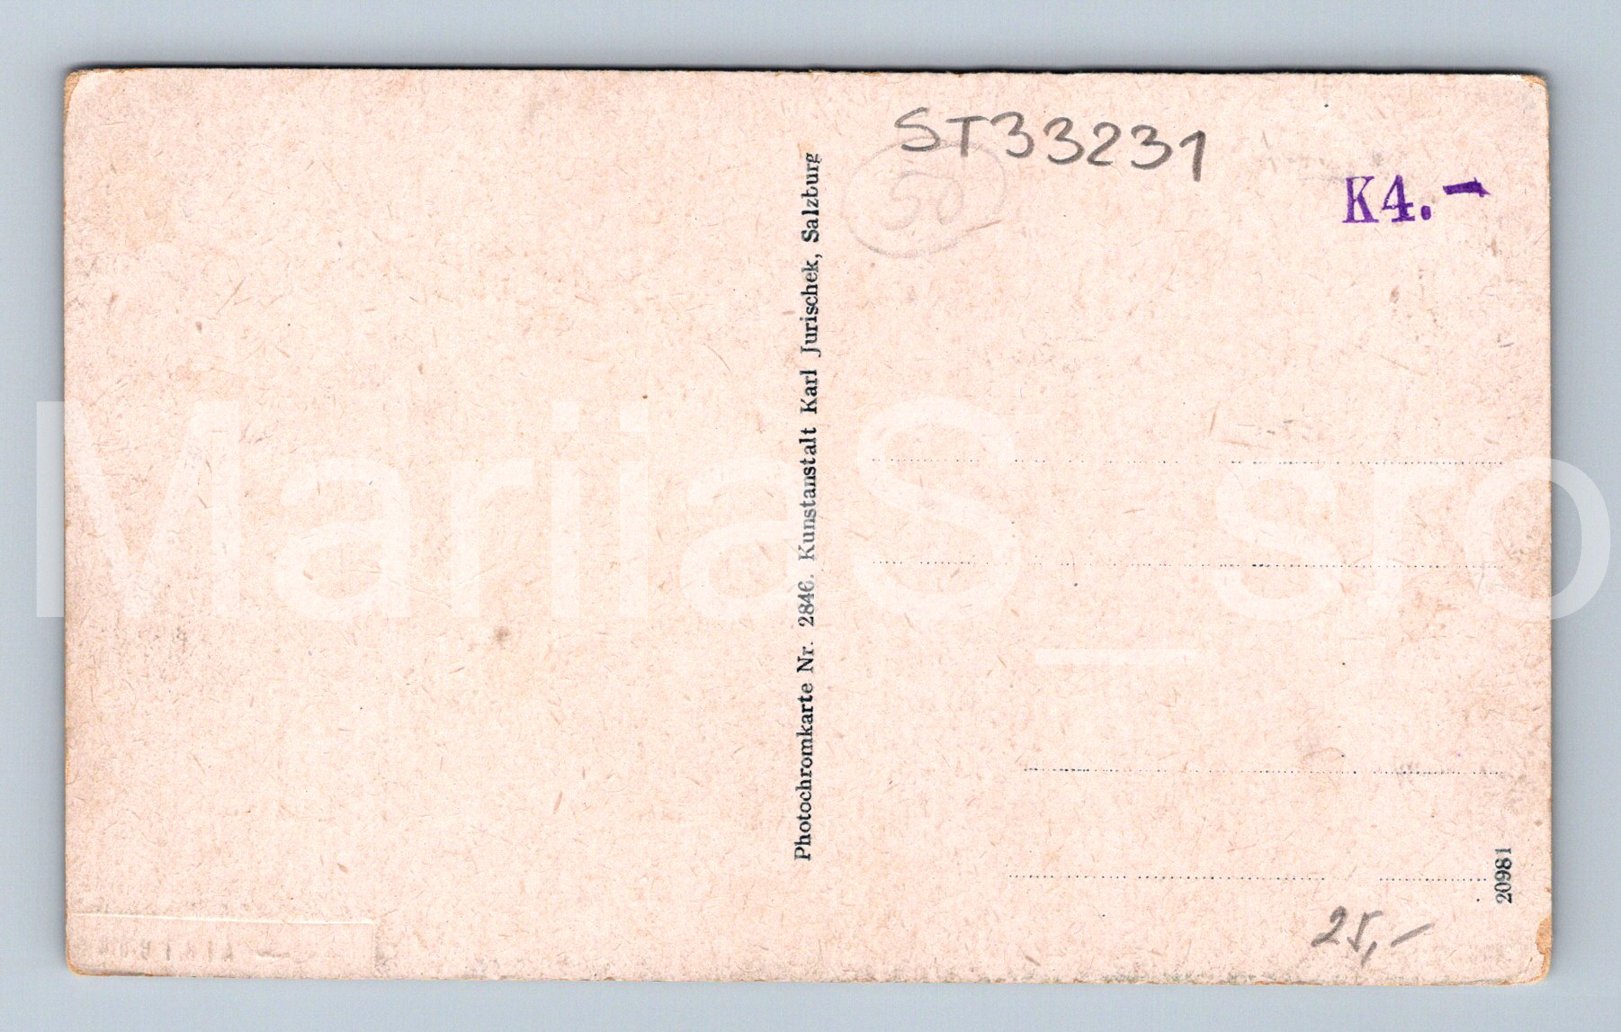 ST33231
50
K4.-
Photochromkarte Nr. 2846. Kunstanstalt Karl Jurischek, Salzburg
MariiaS_sro
20981
25,-